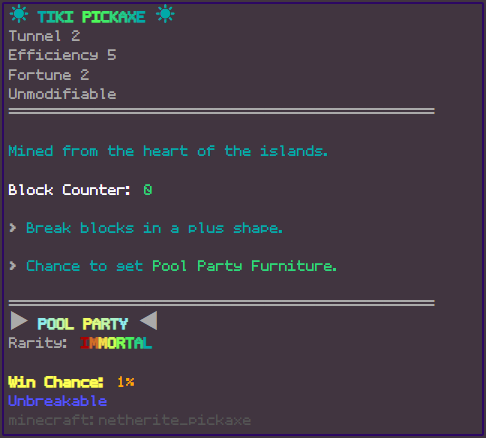 ☀ TIKI PICKAXE ☀
Tunnel 2
Efficiency 5
Fortune 2
Unmodifiable
Mined from the heart of the islands.
Block Counter: 0
> Break blocks in a plus shape.
> Chance to get Pool Party Furniture.
▶ POOL PARTY ◀
Rarity: IMMORTAL
Win Chance: 1%
Unbreakable
minecraft:netherite_pickaxe